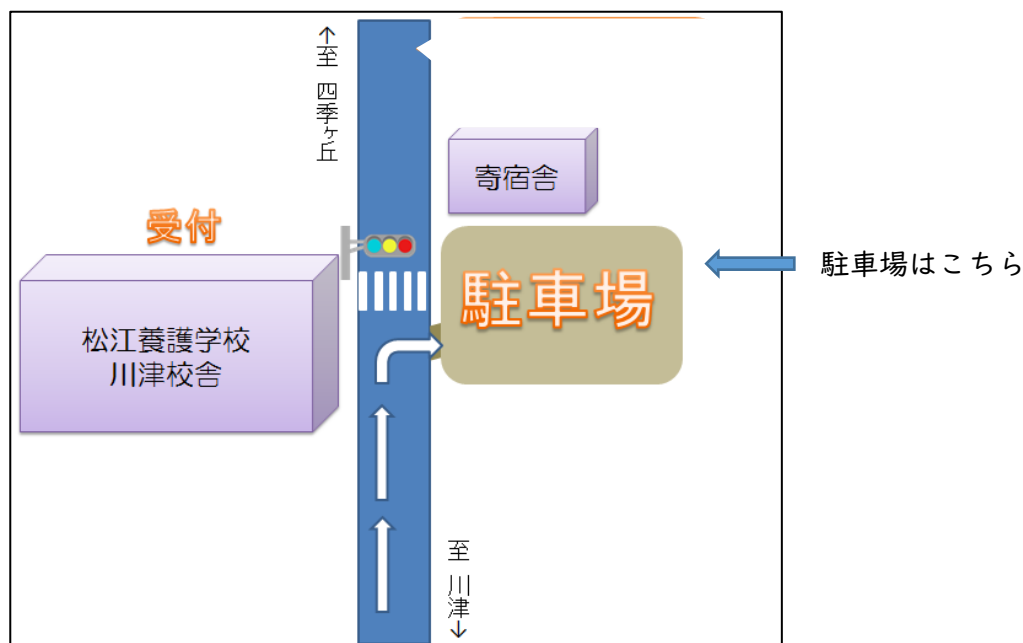 ↑至 四季ヶ丘
寄宿舎
受付
駐車場
駐車場はこちら
松江養護学校
川津校舎
至 川津↓